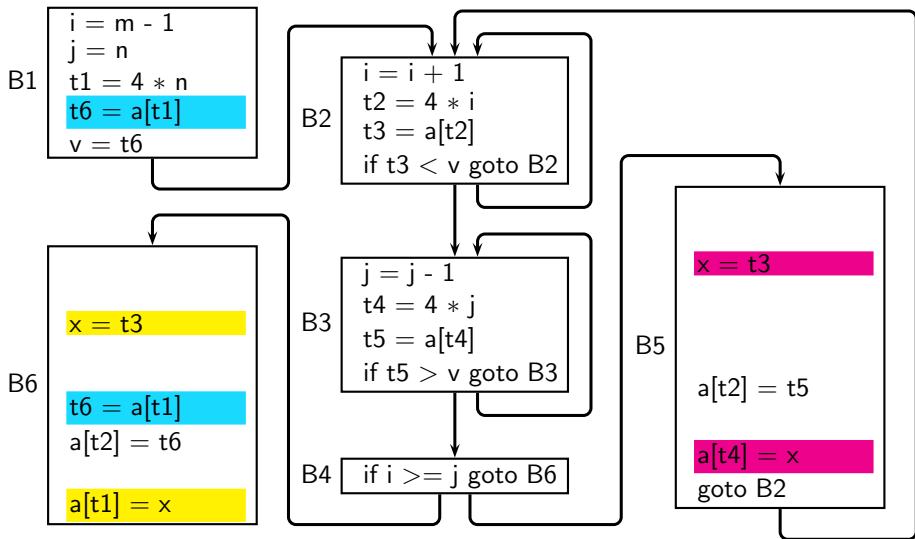 B1
i = m - 1
j = n
t1 = 4 * n
t6 = a[t1]
v = t6
B2
i = i + 1
t2 = 4 * i
t3 = a[t2]
if t3 < v goto B2
B3
j = j - 1
t4 = 4 * j
t5 = a[t4]
if t5 > v goto B3
B4
if i >= j goto B6
B5
x = t3
a[t2] = t5
a[t4] = x
goto B2
B6
x = t3
t6 = a[t1]
a[t2] = t6
a[t1] = x